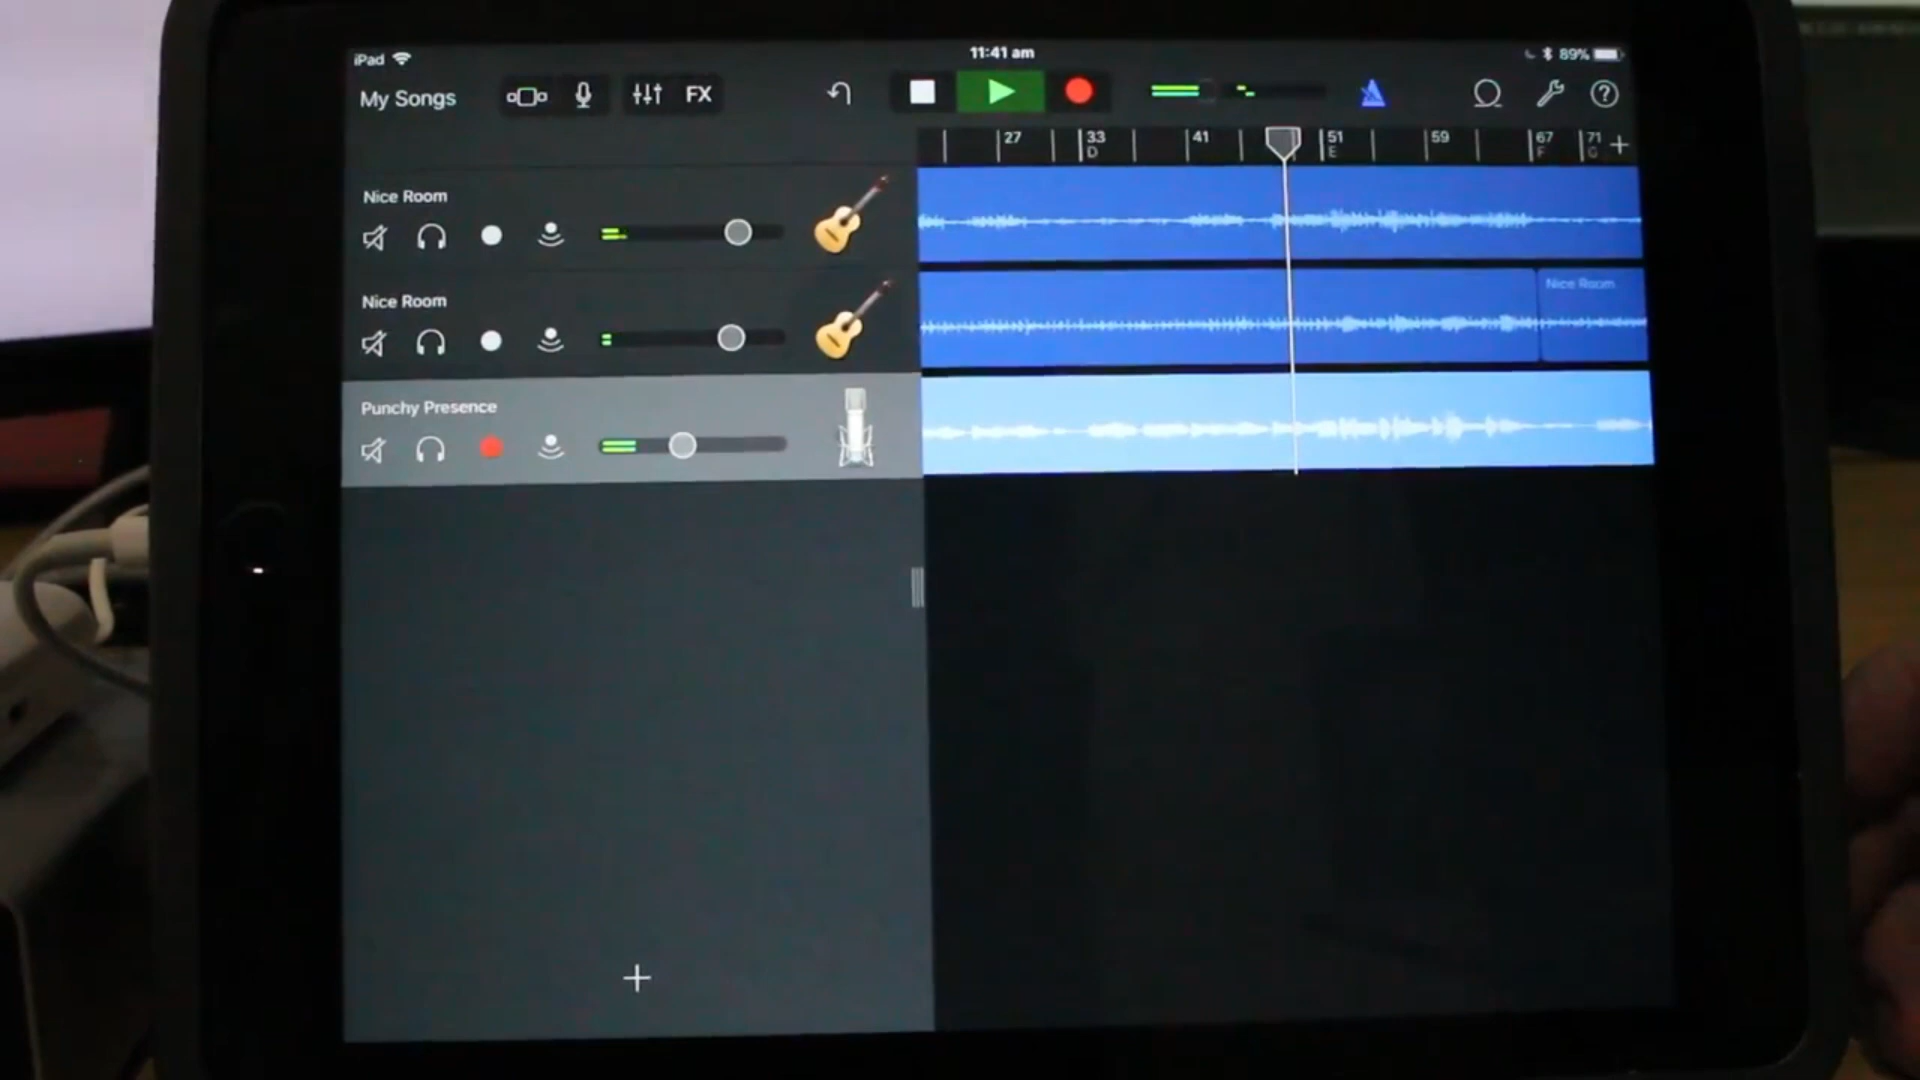 iPad 11:41 am 89%
My Songs FX
27 33 41 51 59 67 71
D E F G
Nice Room
Nice Room Nice Room
Punchy Presence